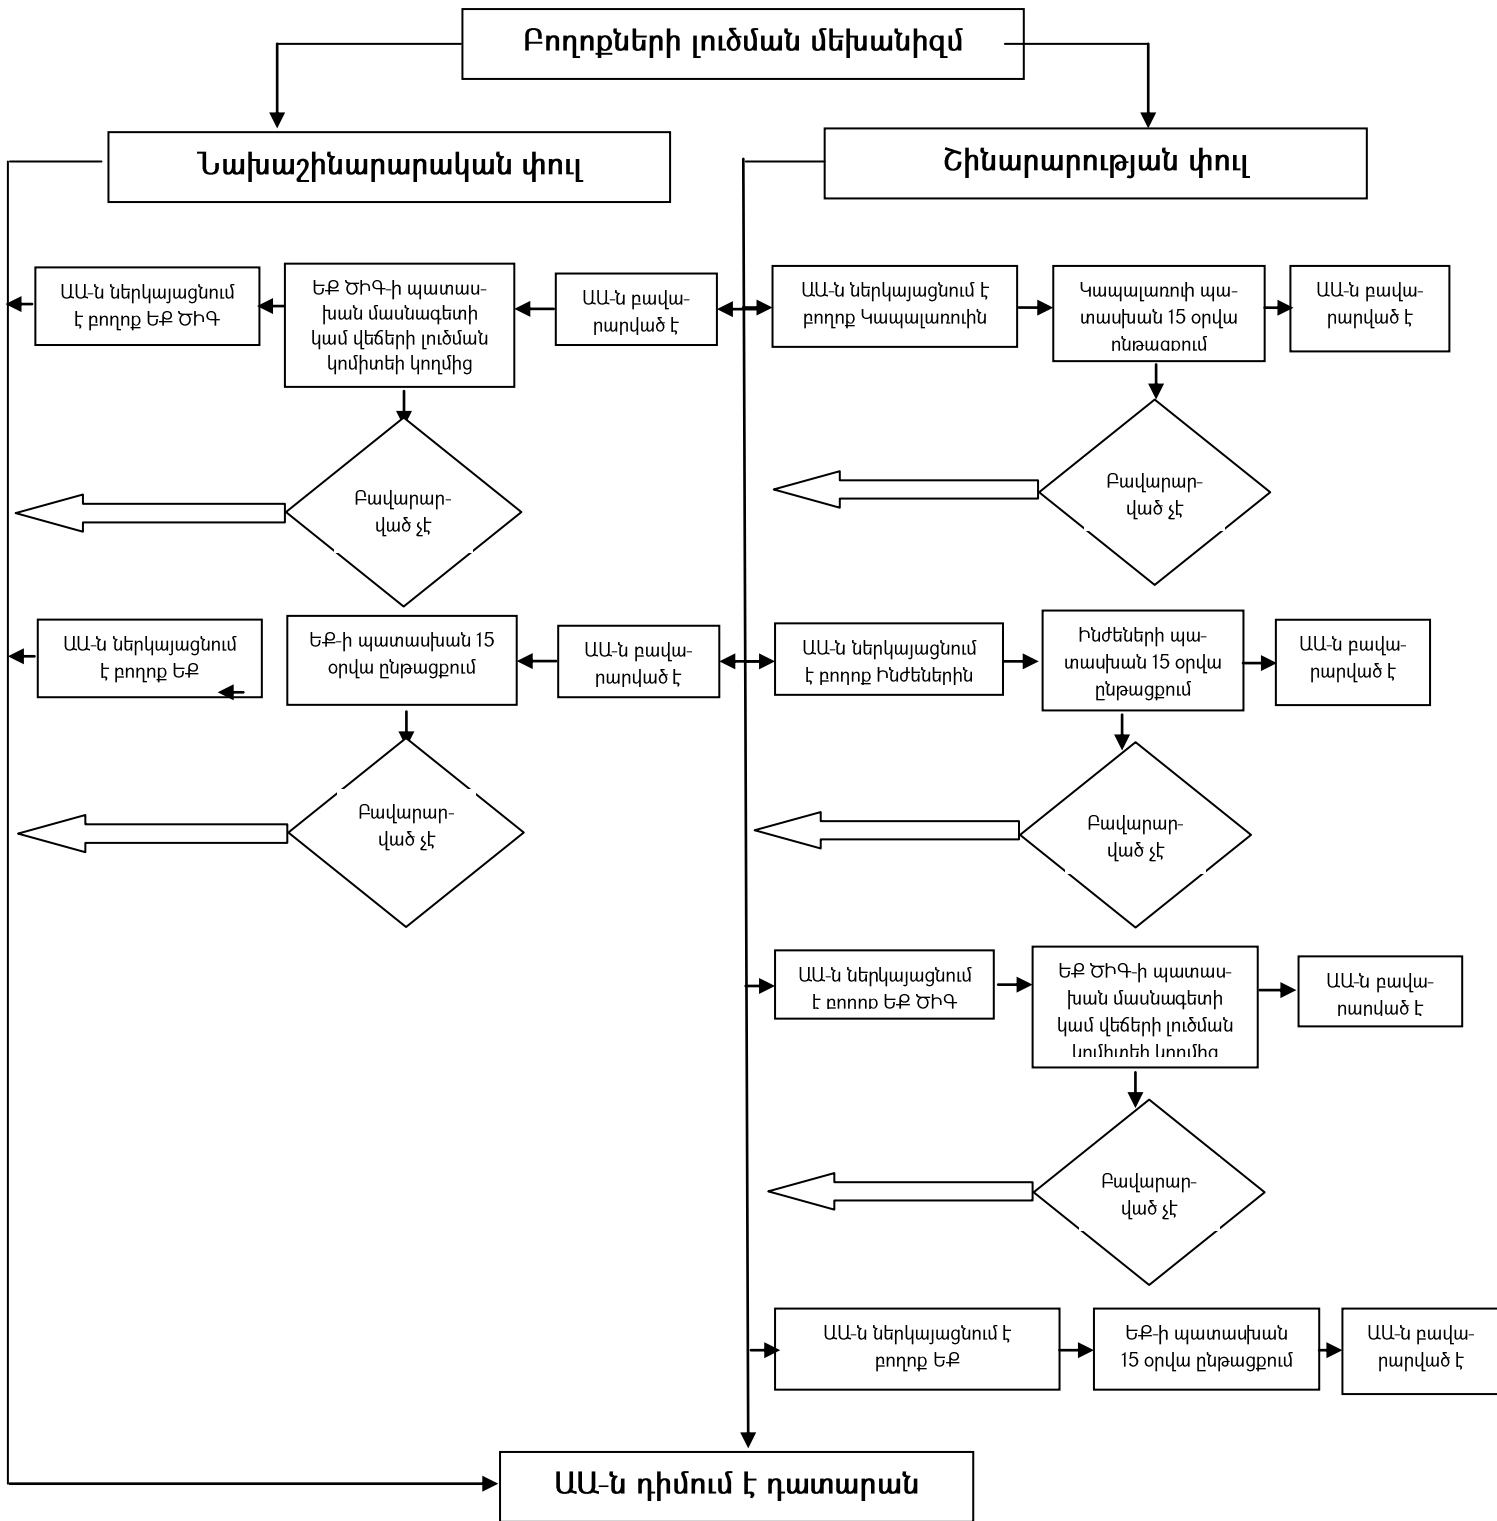 Բողոքների լուծման մեխանիզմ
Նախաշինարարական փուլ
Շինարարության փուլ
ԱԱ-ն ներկայացնում
է բողոք ԵՔ ԾԻԳ
ԵՔ ԾԻԳ-ի պատաս-
խան մասնագետի
կամ վեճերի լուծման
կոմիտեի կողմից
ԱԱ-ն բավա-
րարված է
ԱԱ-ն ներկայացնում է
բողոք Կապալառուին
Կապալառուի պա-
տասխան 15 օրվա
ընթացքում
ԱԱ-ն բավա-
րարված է
Բավարար-
ված չէ
Բավարար-
ված չէ
ԱԱ-ն ներկայացնում
է բողոք ԵՔ
ԵՔ-ի պատասխան 15
օրվա ընթացքում
ԱԱ-ն բավա-
րարված է
ԱԱ-ն ներկայացնում
է բողոք Ինժեներին
Ինժեների պա-
տասխան 15 օրվա
ընթացքում
ԱԱ-ն բավա-
րարված է
Բավարար-
ված չէ
Բավարար-
ված չէ
ԱԱ-ն ներկայացնում
է բողոք ԵՔ ԾԻԳ
ԵՔ ԾԻԳ-ի պատաս-
խան մասնագետի
կամ վեճերի լուծման
կոմիտեի կողմից
ԱԱ-ն բավա-
րարված է
Բավարար-
ված չէ
ԱԱ-ն ներկայացնում է
բողոք ԵՔ
ԵՔ-ի պատասխան
15 օրվա ընթացքում
ԱԱ-ն բավա-
րարված է
ԱԱ-ն դիմում է դատարան